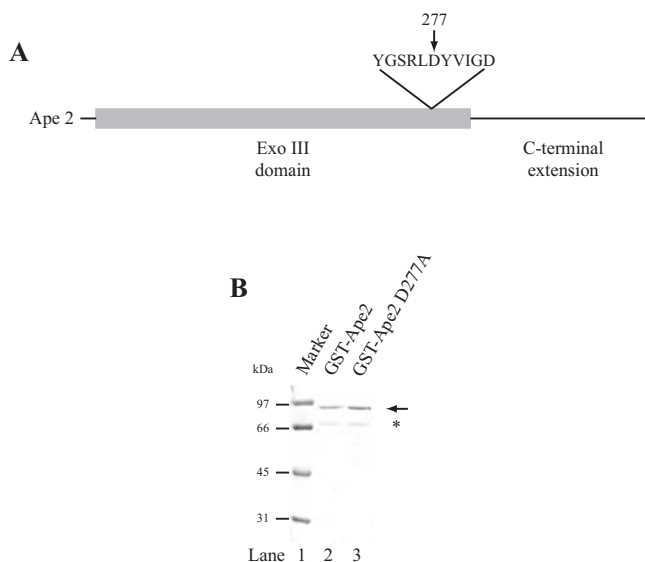 277
A
YGSRLDYVIGD
Ape 2
Exo III
domain
C-terminal
extension
B
kDa
Marker
GST-Ape2
GST-Ape2 D277A
97
66
*
45
31
Lane 1 2 3